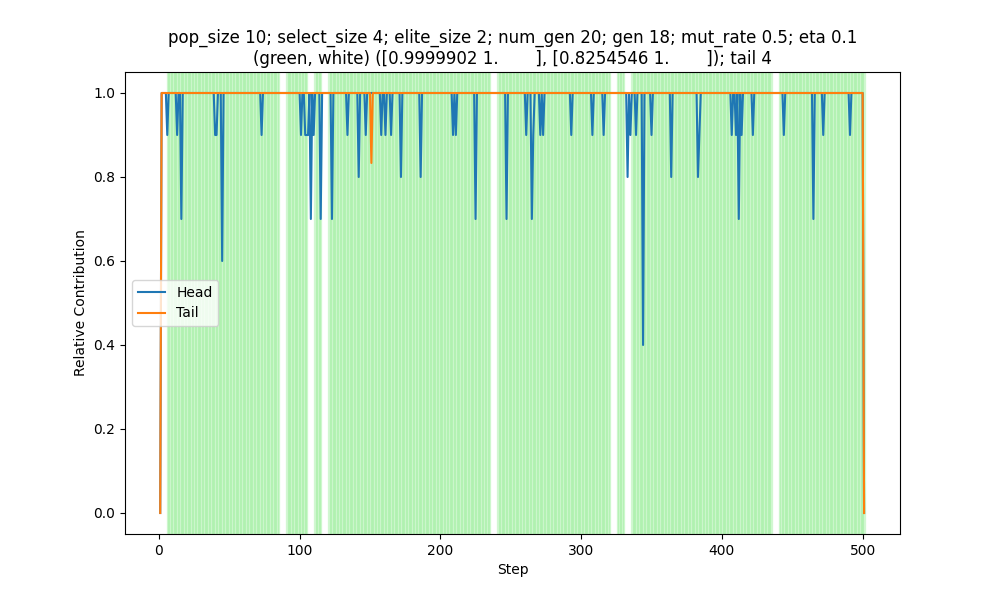 pop_size 10; select_size 4; elite_size 2; num_gen 20; gen 18; mut_rate 0.5; eta 0.1
(green, white) ([0.9999902 1.       ], [0.8254546 1.       ]); tail 4
1.0
0.8
0.6
0.4
0.2
0.0
Relative Contribution
Head
Tail
0
100
200
300
400
500
Step